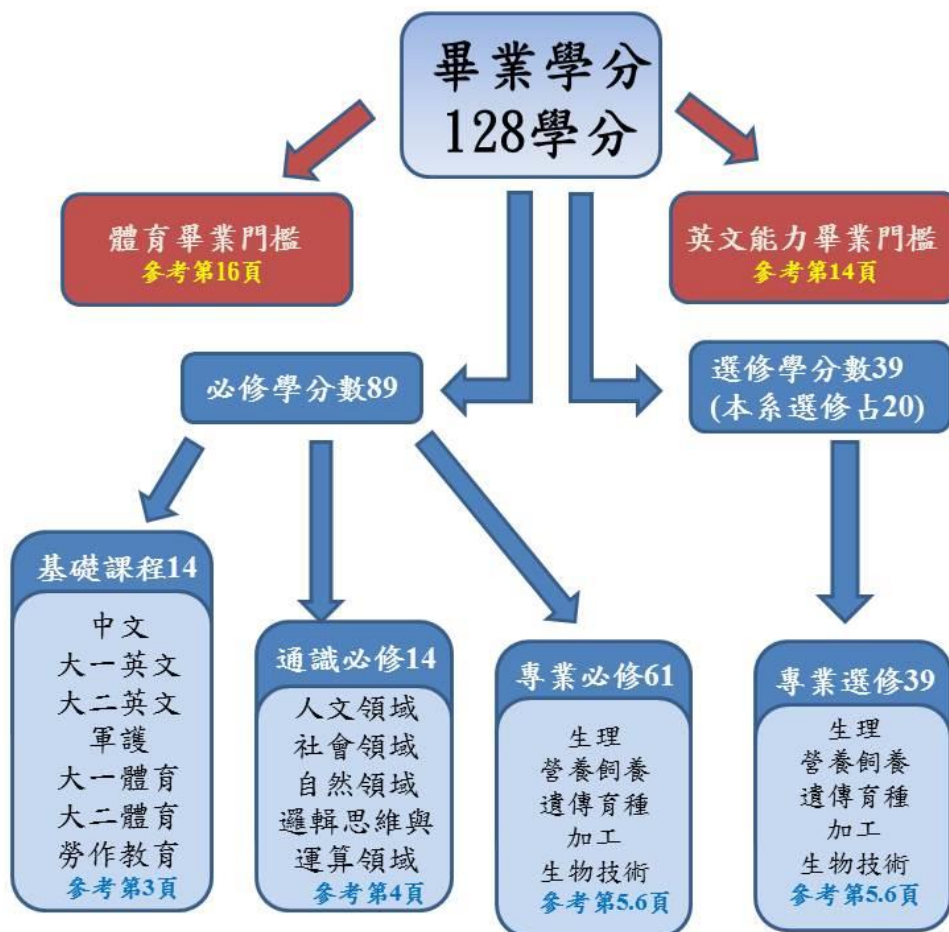 畢業學分
128學分
體育畢業門檻
參考第16頁
英文能力畢業門檻
參考第14頁
必修學分數89
選修學分數39
(本系選修占20)
基礎課程14
中文
大一英文
大二英文
軍護
大一體育
大二體育
勞作教育
參考第3頁
通識必修14
人文領域
社會領域
自然領域
邏輯思維與
運算領域
參考第4頁
專業必修61
生理
營養飼養
遺傳育種
加工
生物技術
參考第5.6頁
專業選修39
生理
營養飼養
遺傳育種
加工
生物技術
參考第5.6頁